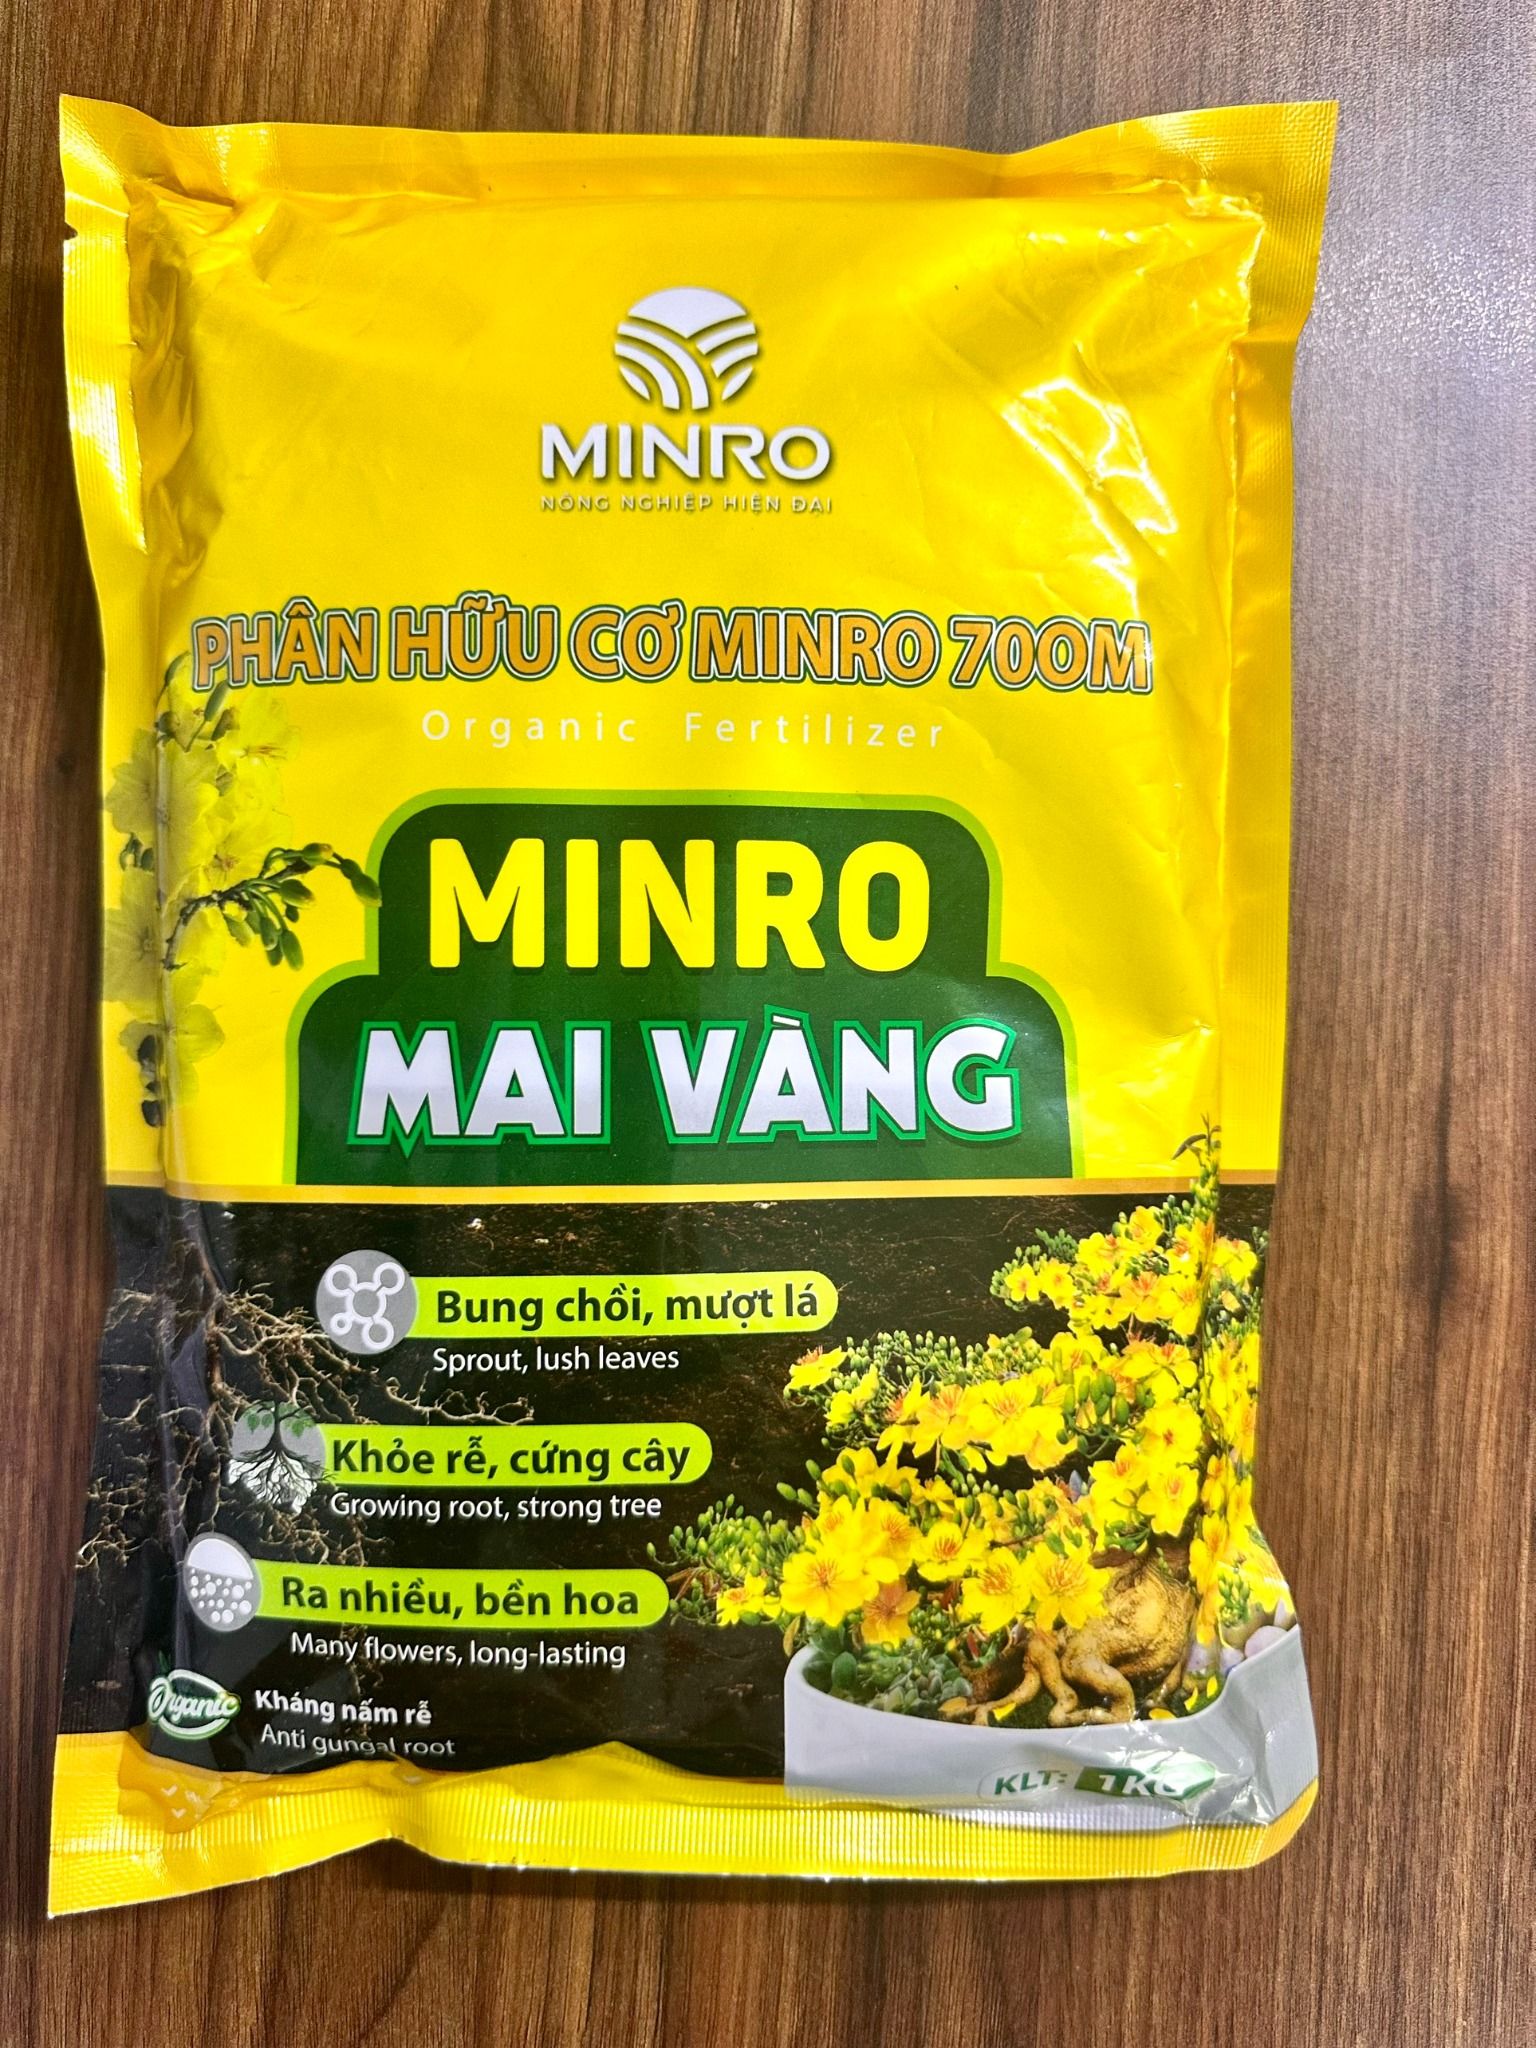 MINRO
NÔNG NGHIỆP HIỆN ĐẠI
PHÂN HỮU CƠ MINRO 70OM
Organic Fertilizer
MINRO
MAI VÀNG
Bung chồi, mượt lá
Sprout, lush leaves
Khỏe rễ, cứng cây
Growing root, strong tree
Ra nhiều, bền hoa
Many flowers, long-lasting
Organic
Kháng nấm rễ
Anti gungal root
KLT: 1KG